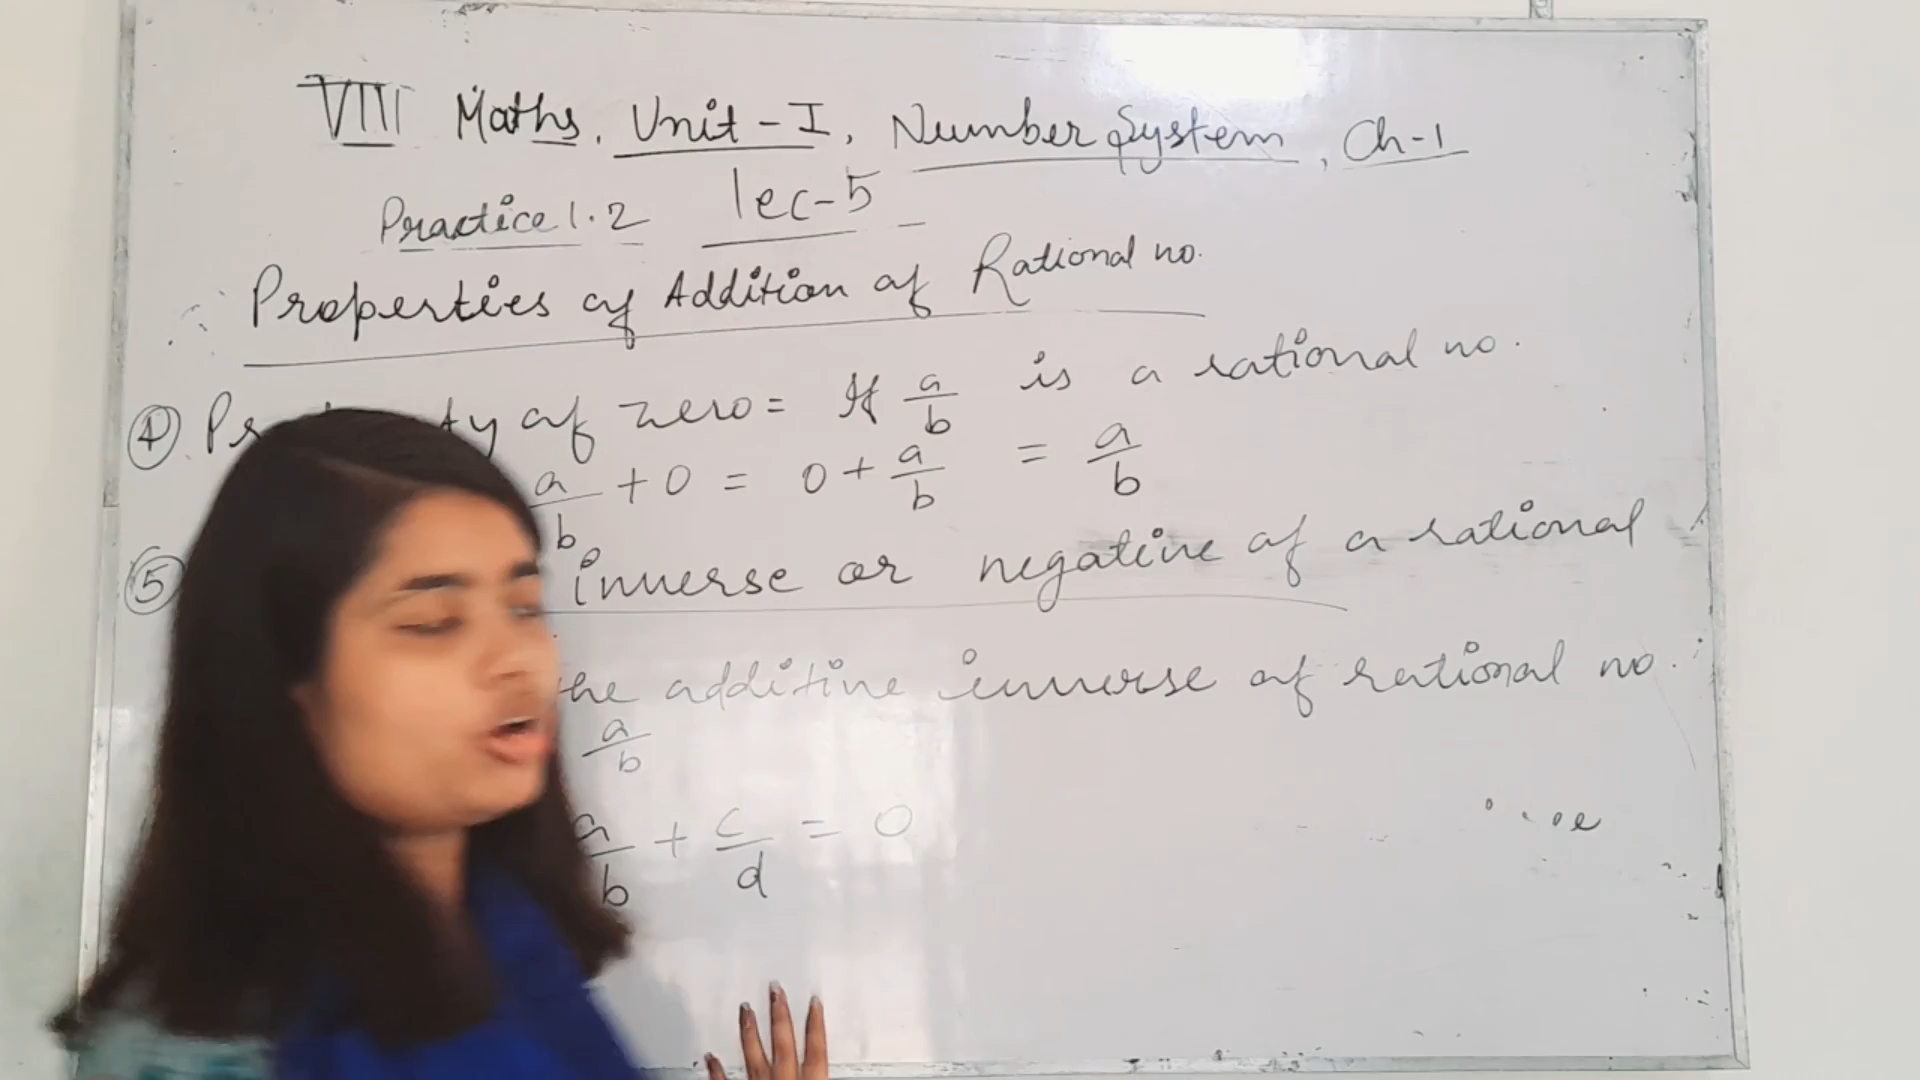 VIII Maths, Unit-I, Number System, Ch-1
Practice 1.2 lec-5
Properties of Addition of Rational no.
④ of zero = If a/b is a rational no.
a/b + 0 = 0 + a/b = a/b
⑤ inverse or negative of a rational
the additive inverse of rational no.
a/b
a/b + c/d = 0